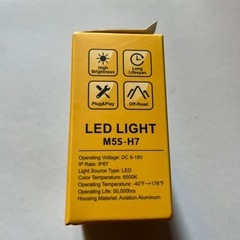 High Brightness
Long Lifespan
Plug&Play
Off-Road
LED LIGHT
M5S-H7
Operating Voltage: DC 9-16V
IP Rate: IP67
Light Source Type: LED
Color Temperature: 6500K
Operating Temperature: -40°F~+176°F
Operating Life: 50,000hrs
Housing Material: Aviation Aluminum